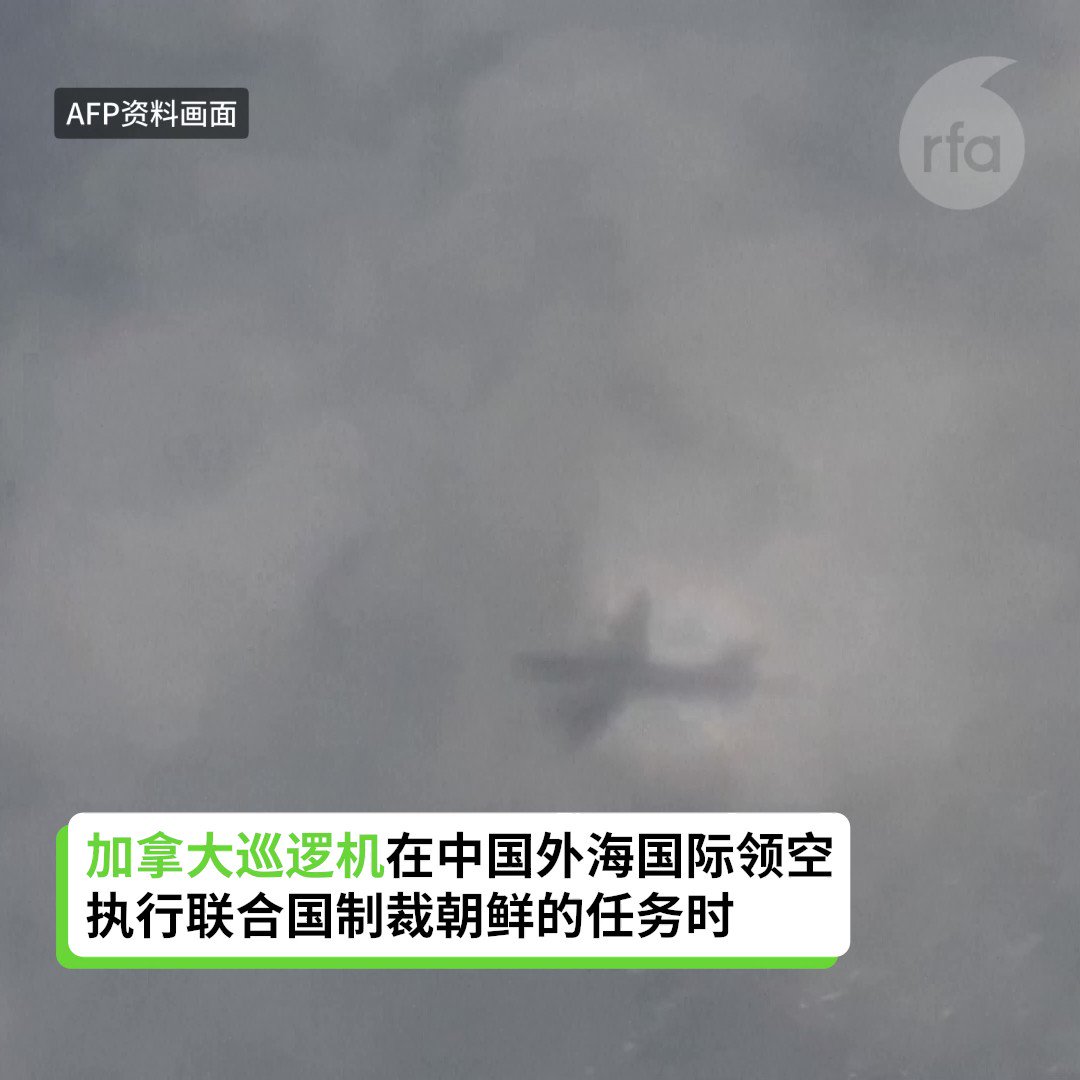 AFP资料画面
rfa
加拿大巡逻机在中国外海国际领空
执行联合国制裁朝鲜的任务时